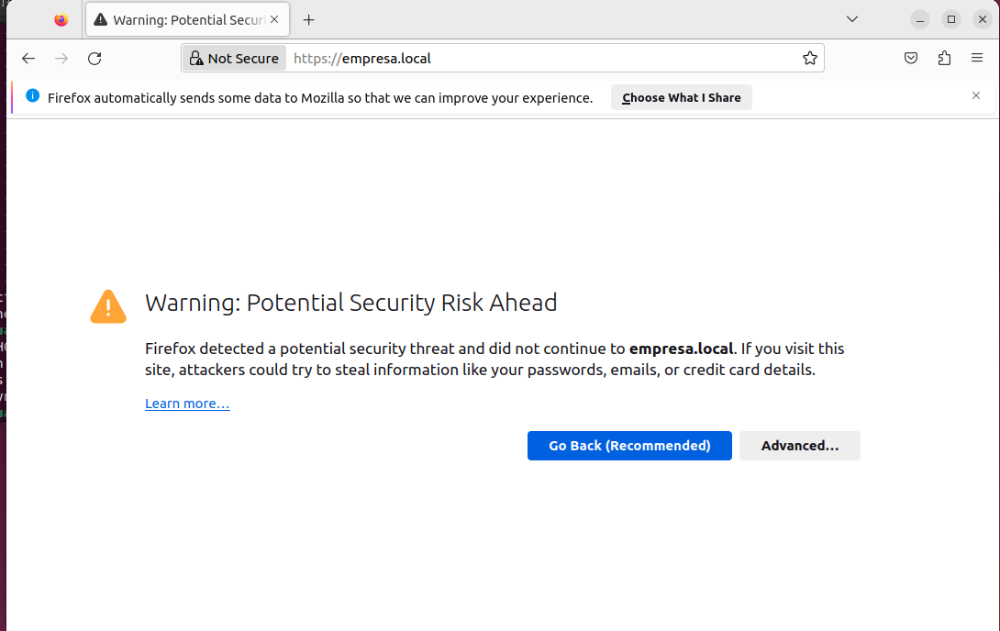 Warning: Potential Securi
Not Secure https://empresa.local
Firefox automatically sends some data to Mozilla so that we can improve your experience. Choose What I Share
Warning: Potential Security Risk Ahead
Firefox detected a potential security threat and did not continue to empresa.local. If you visit this
site, attackers could try to steal information like your passwords, emails, or credit card details.
Learn more…
Go Back (Recommended) Advanced…